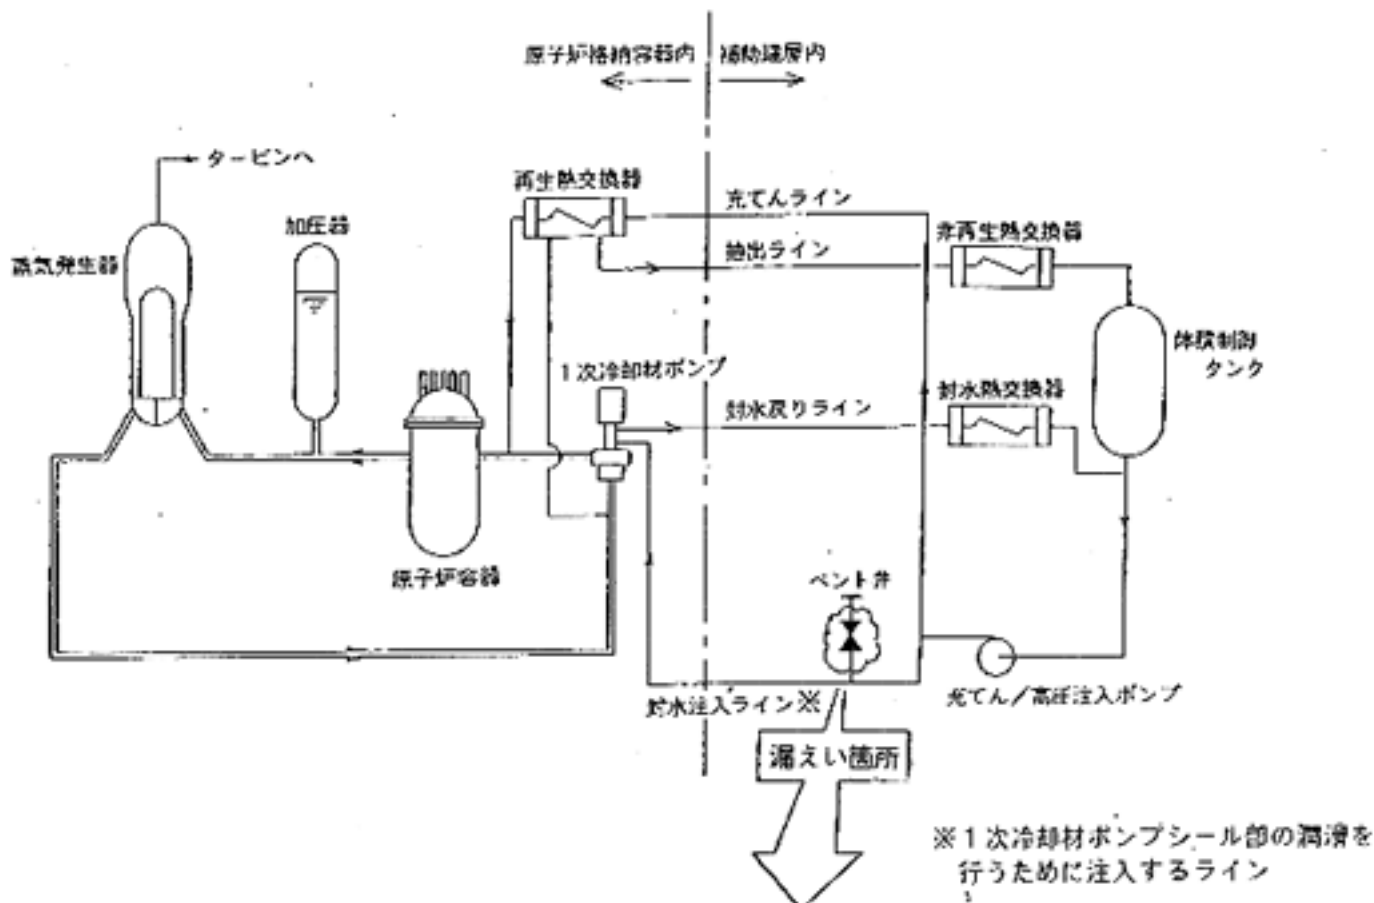 原子炉格納容器内
補助建屋内
タービンへ
再生熱交換器
充てんライン
加圧器
非再生熱交換器
蒸気発生器
抽出ライン
体積制御
タンク
1次冷却材ポンプ
封水戻りライン
封水熱交換器
原子炉容器
ベント弁
封水注入ライン※
充てん/高圧注入ポンプ
漏えい箇所
※1次冷却材ポンプシール部の潤滑を
行うために注入するライン